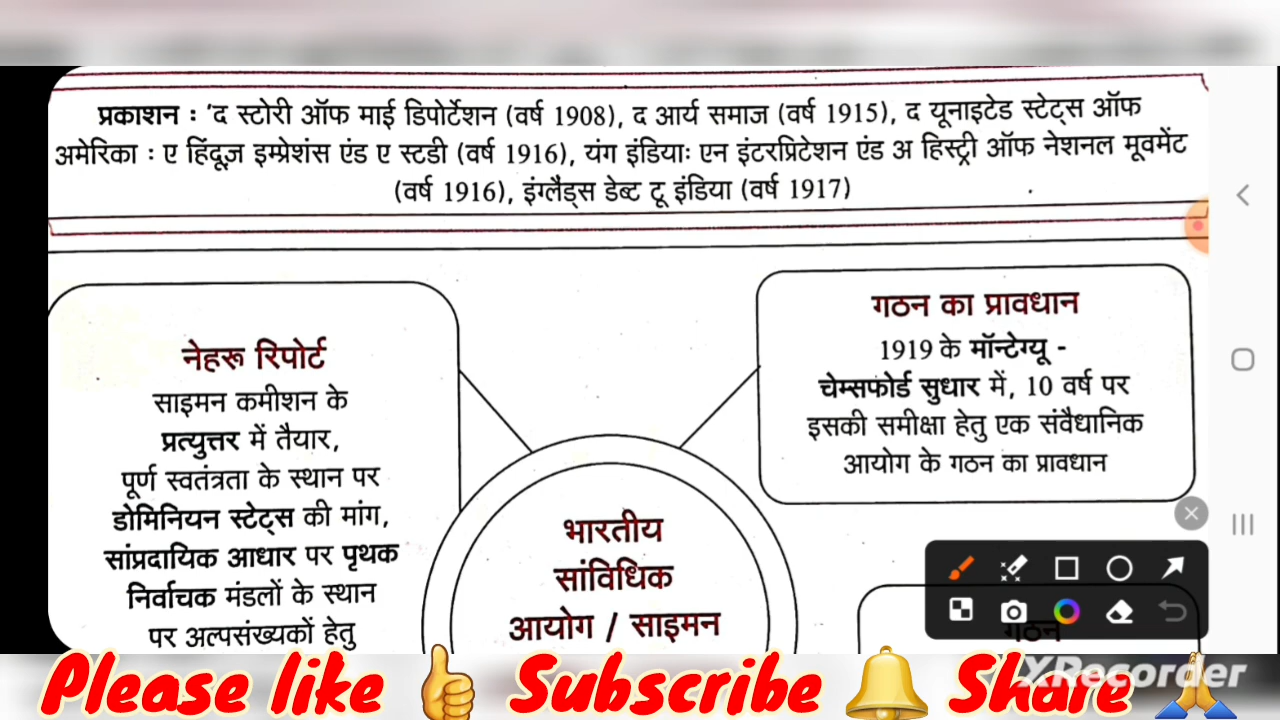 प्रकाशन : 'द स्टोरी ऑफ माई डिपोर्टेशन (वर्ष 1908), द आर्य समाज (वर्ष 1915), द यूनाइटेड स्टेट्स ऑफ
अमेरिका : ए हिंदूज़ इम्प्रेशंस एंड ए स्टडी (वर्ष 1916), यंग इंडियाः एन इंटरप्रिटेशन एंड अ हिस्ट्री ऑफ नेशनल मूवमेंट
(वर्ष 1916), इंग्लैड्स डेब्ट टू इंडिया (वर्ष 1917)
नेहरू रिपोर्ट
साइमन कमीशन के
प्रत्युत्तर में तैयार,
पूर्ण स्वतंत्रता के स्थान पर
डोमिनियन स्टेट्स की मांग,
सांप्रदायिक आधार पर पृथक
निर्वाचक मंडलों के स्थान
पर अल्पसंख्यकों हेतु
गठन का प्रावधान
1919 के मॉन्टेग्यू -
चेम्सफोर्ड सुधार में, 10 वर्ष पर
इसकी समीक्षा हेतु एक संवैधानिक
आयोग के गठन का प्रावधान
भारतीय
सांविधिक
आयोग / साइमन
गठन
Please like Subscribe Share
XRecorder